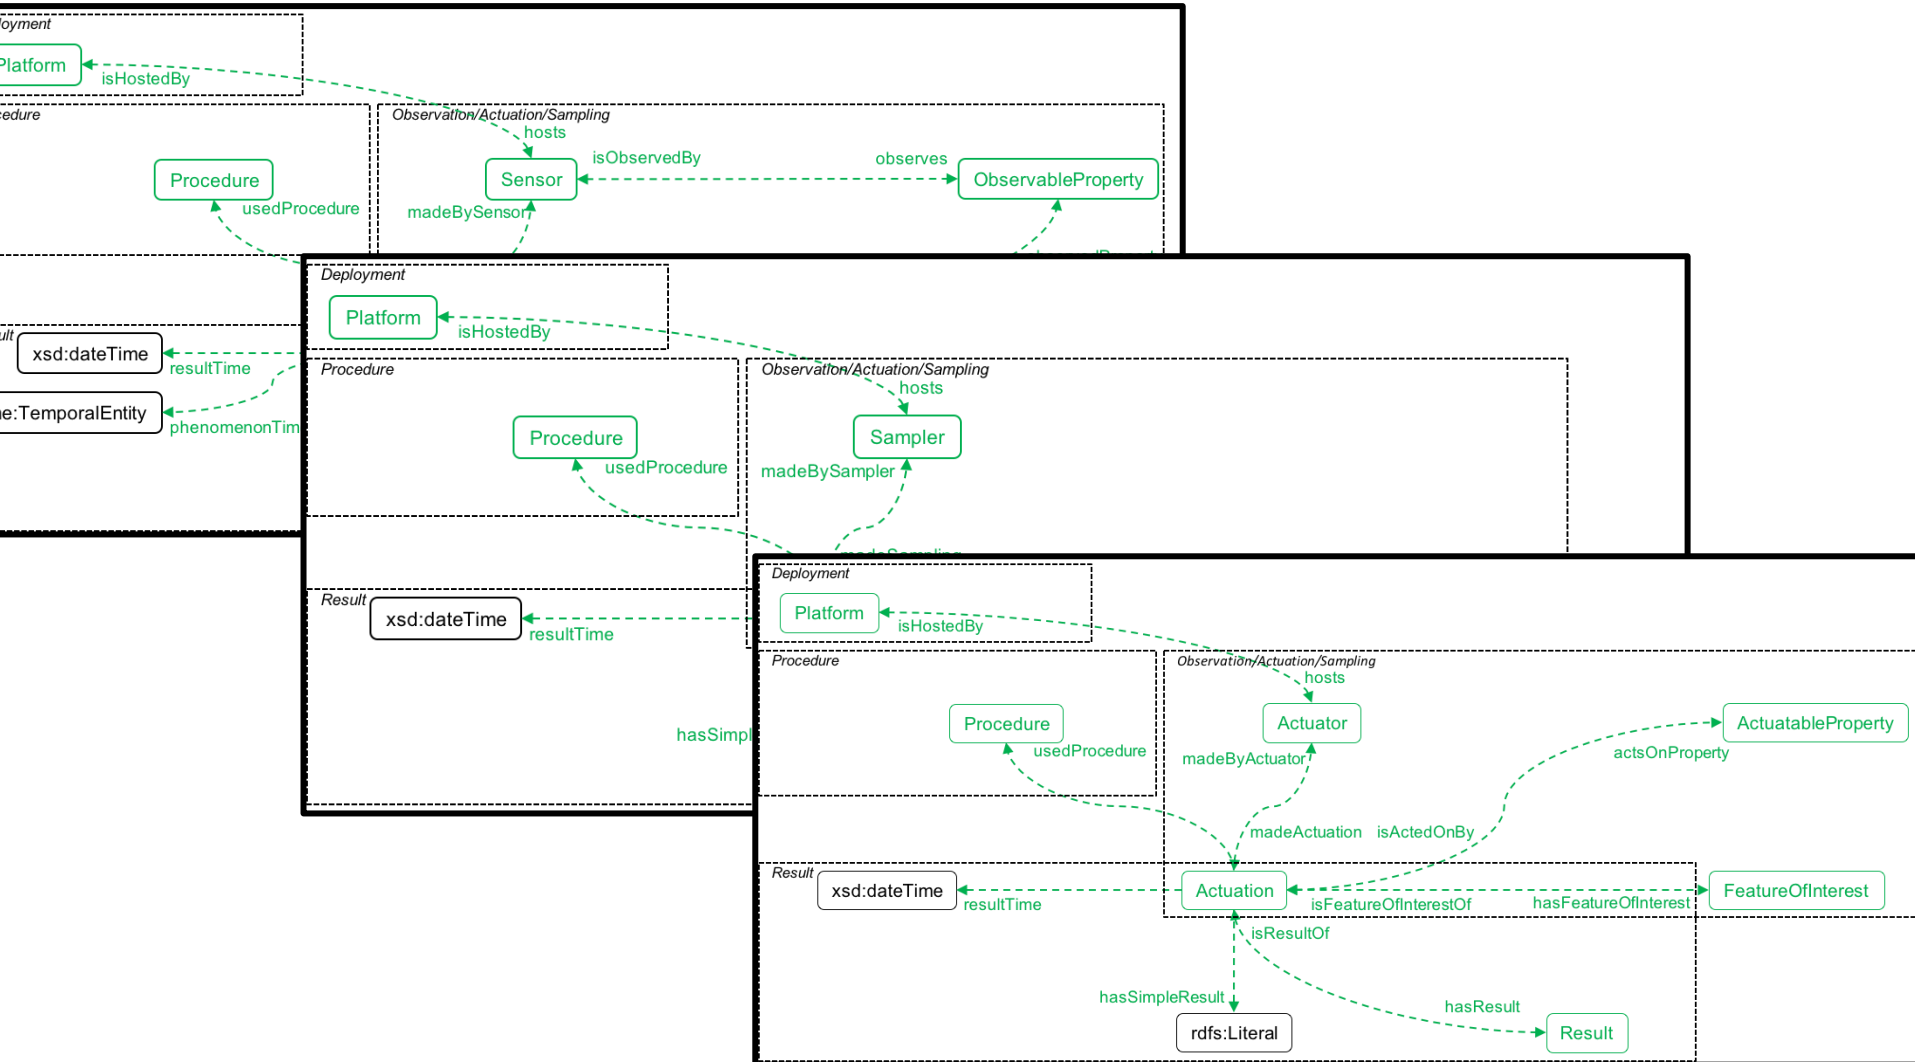 Platform
isHostedBy
Observation/Actuation/Sampling
hosts
isObservedBy
observes
Procedure
Sensor
ObservableProperty
usedProcedure
madeBySensor
xsd:dateTime
resultTime
Deployment
Platform
isHostedBy
Procedure
Observation/Actuation/Sampling
hosts
Procedure
Sampler
usedProcedure
madeBySampler
madeSampling
Result
xsd:dateTime
resultTime
Deployment
Platform
isHostedBy
Procedure
Observation/Actuation/Sampling
hosts
Procedure
Actuator
ActuatableProperty
usedProcedure
madeByActuator
actsOnProperty
madeActuation
isActedOnBy
Result
xsd:dateTime
resultTime
Actuation
isFeatureOfInterestOf
hasFeatureOfInterest
FeatureOfInterest
isResultOf
hasSimpleResult
hasResult
rdfs:Literal
Result